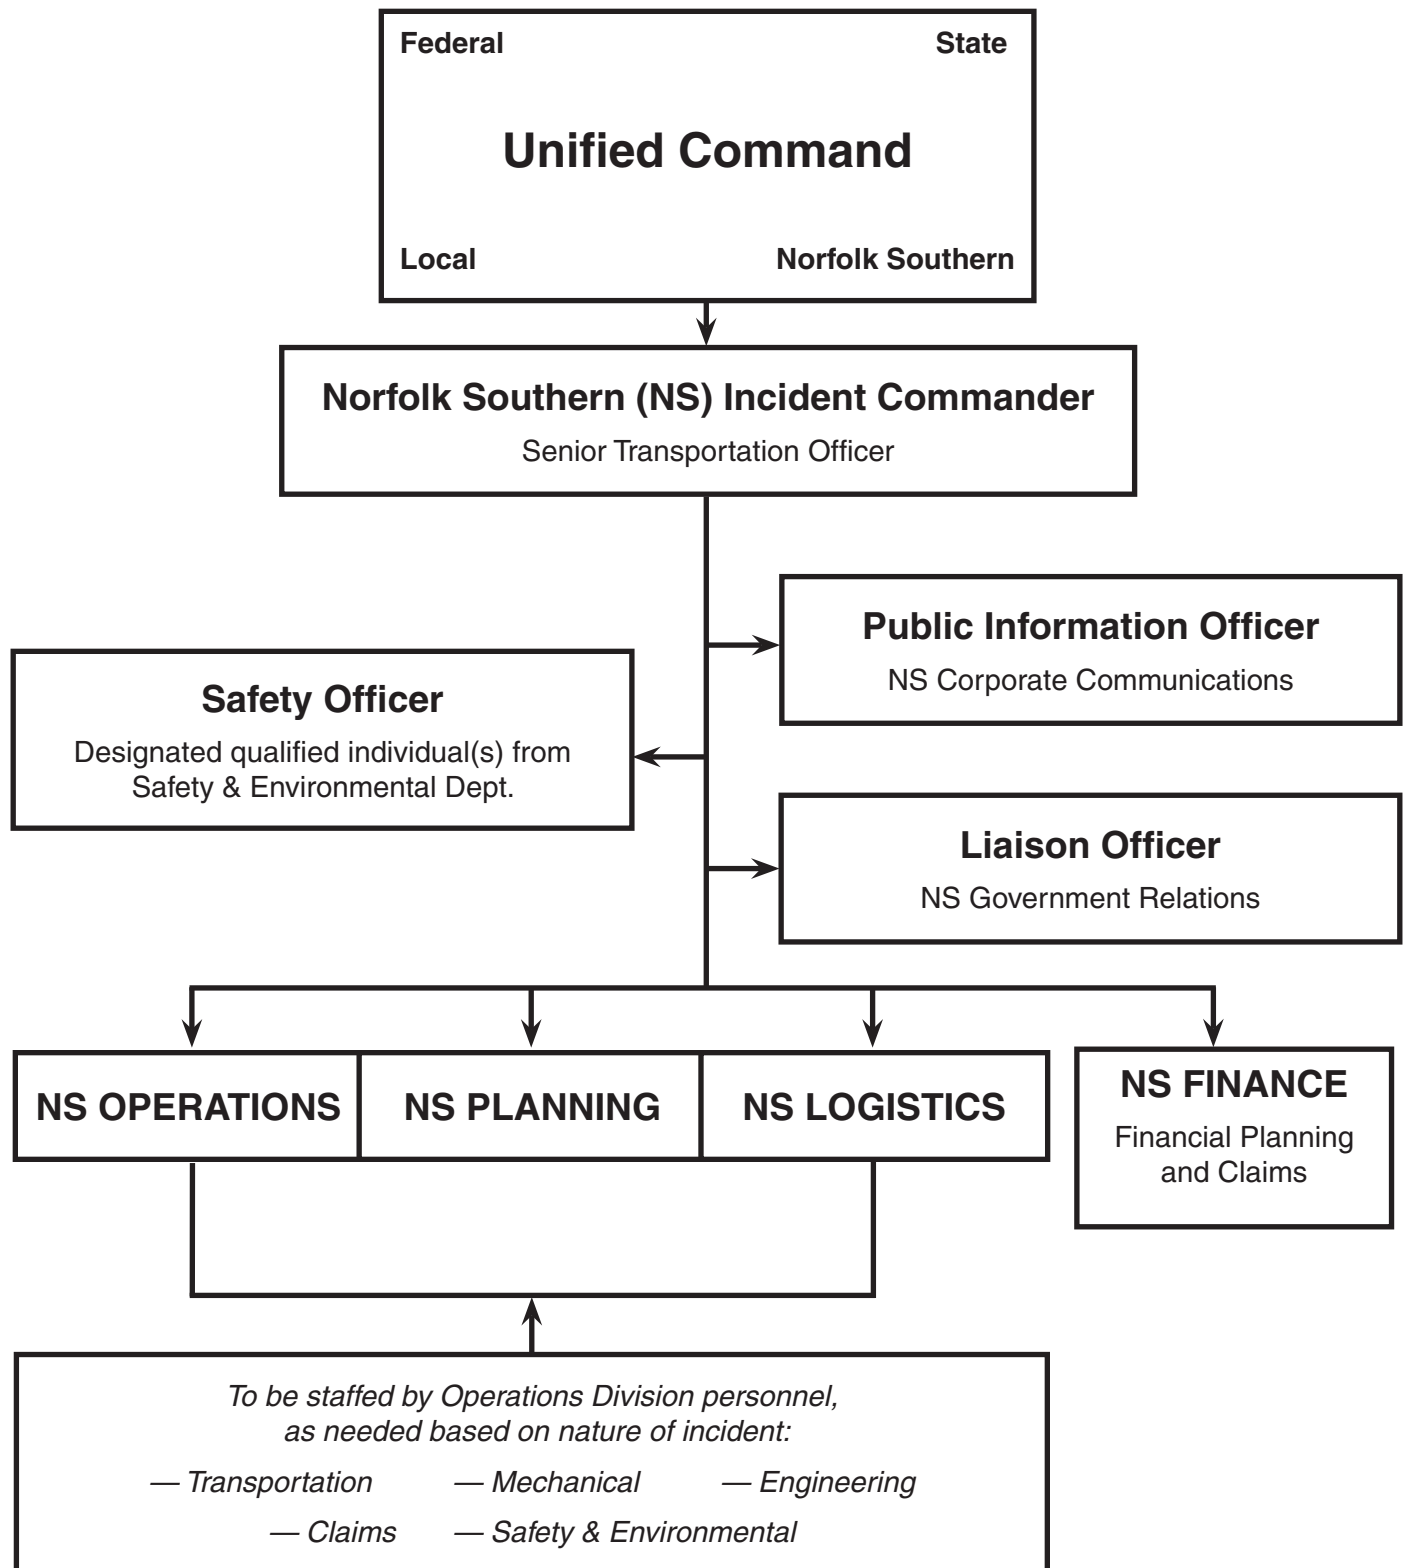 Federal
State
Unified Command
Local
Norfolk Southern
Norfolk Southern (NS) Incident Commander
Senior Transportation Officer
Public Information Officer
NS Corporate Communications
Safety Officer
Designated qualified individual(s) from
Safety & Environmental Dept.
Liaison Officer
NS Government Relations
NS OPERATIONS
NS PLANNING
NS LOGISTICS
NS FINANCE
Financial Planning
and Claims
To be staffed by Operations Division personnel,
as needed based on nature of incident:
— Transportation — Mechanical — Engineering
— Claims — Safety & Environmental